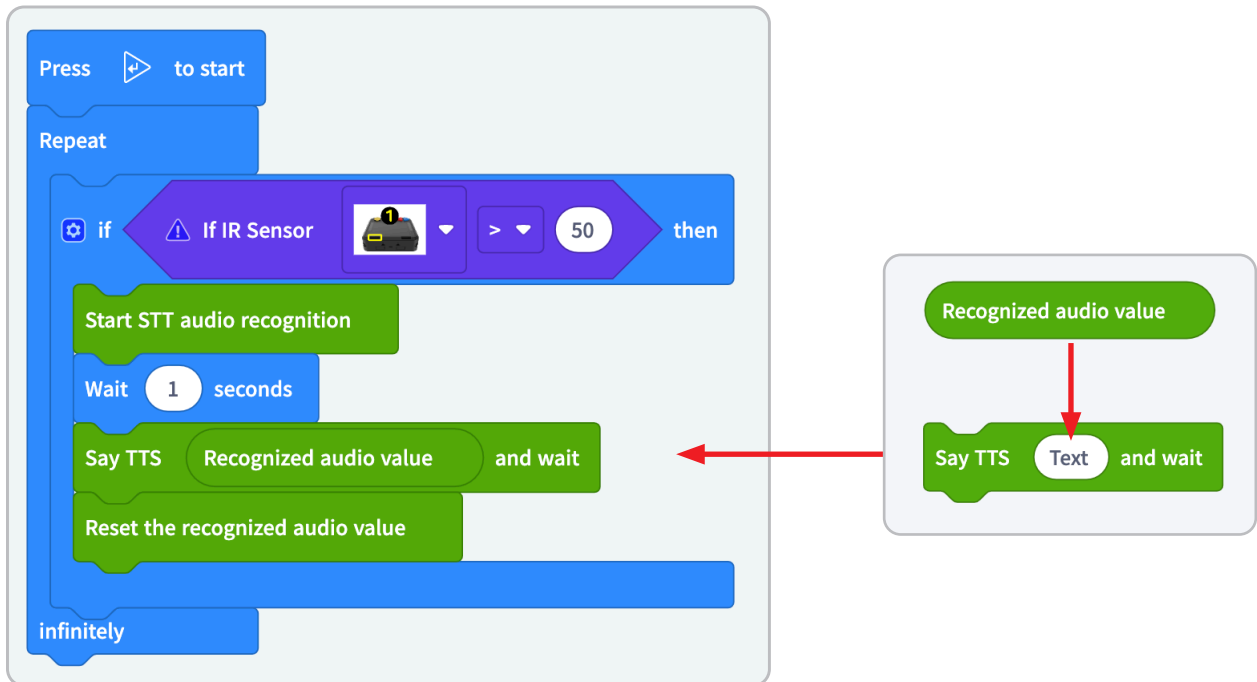 Press to start
Repeat
if If IR Sensor 1 > 50 then
Start STT audio recognition
Wait 1 seconds
Say TTS Recognized audio value and wait
Reset the recognized audio value
infinitely
Recognized audio value
Say TTS Text and wait